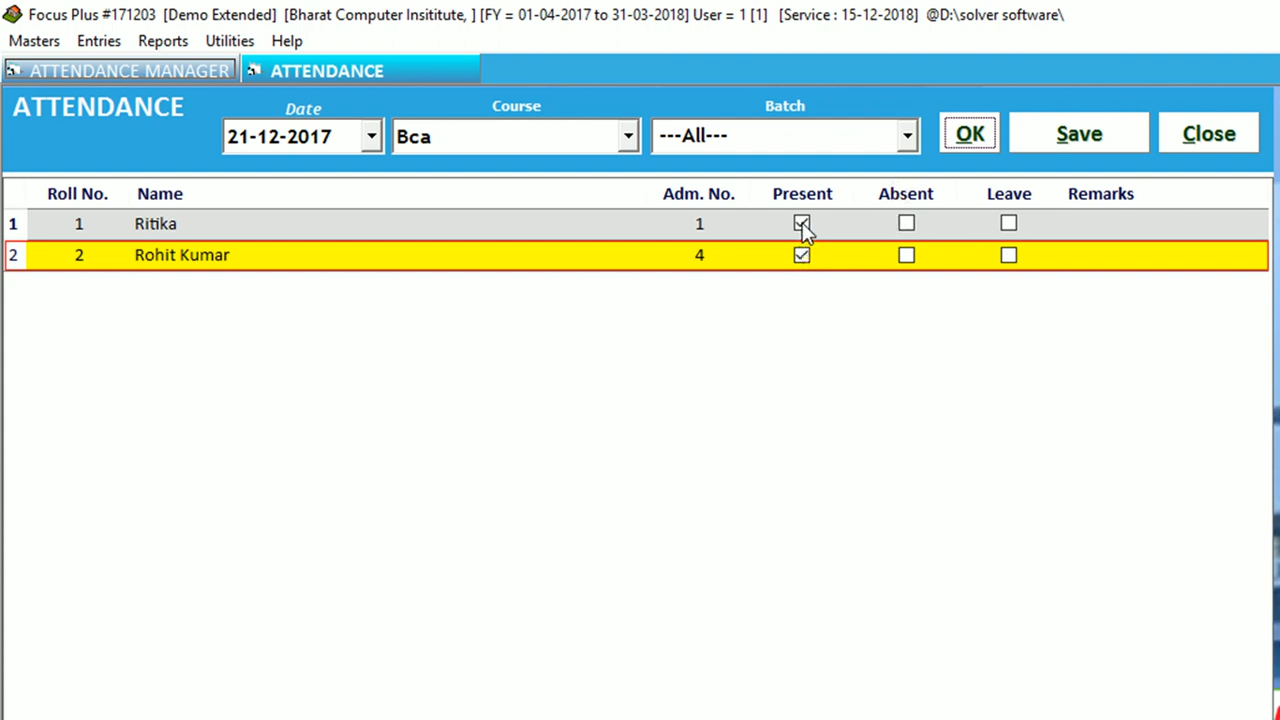 Focus Plus #171203 [Demo Extended] [Bharat Computer Insititute, ] [FY = 01-04-2017 to 31-03-2018] User = 1 [1] [Service : 15-12-2018] @D:\solver software\
Masters Entries Reports Utilities Help
ATTENDANCE MANAGER ATTENDANCE
ATTENDANCE Date Course Batch
21-12-2017 Bca ---All--- OK Save Close
Roll No. Name Adm. No. Present Absent Leave Remarks
1 1 Ritika 1
2 2 Rohit Kumar 4